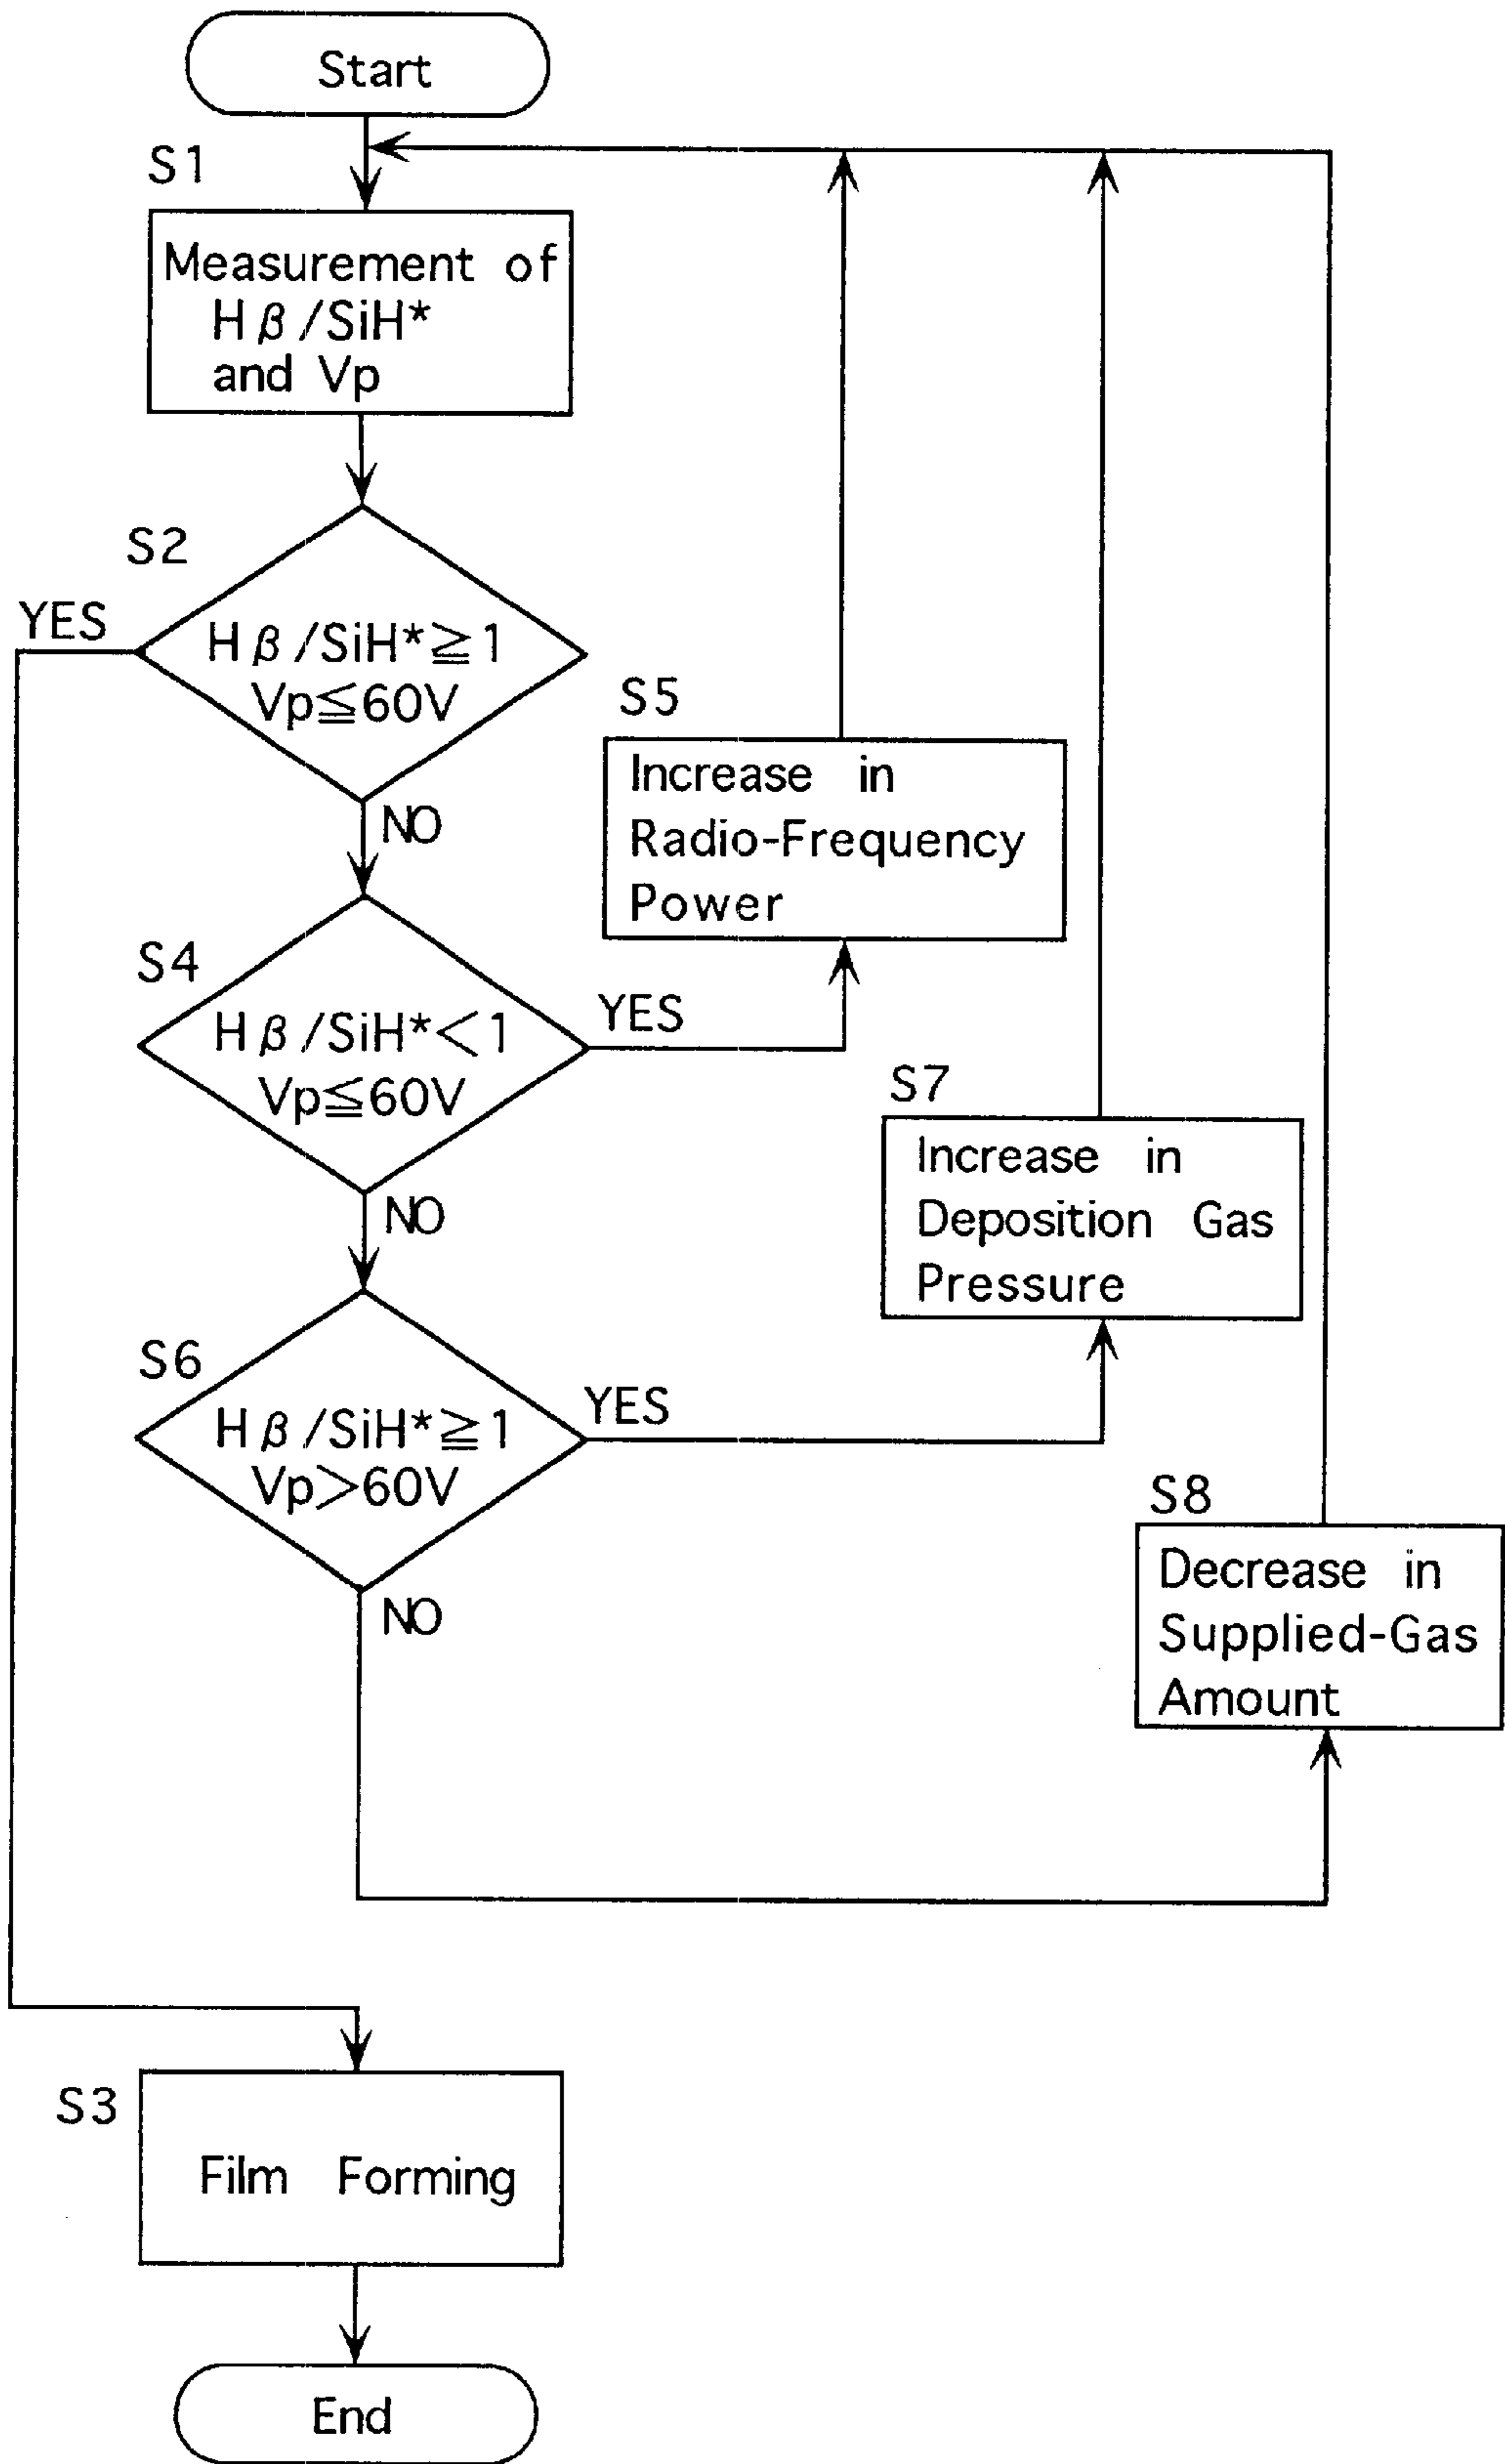 Start
S1
Measurement of
Hβ/SiH*
and Vp
S2
YES
Hβ/SiH*≧1
Vp≦60V
NO
S5
Increase in
Radio-Frequency
Power
S4
Hβ/SiH*<1
Vp≦60V
YES
NO
S7
Increase in
Deposition Gas
Pressure
S6
Hβ/SiH*≧1
Vp>60V
YES
NO
S8
Decrease in
Supplied-Gas
Amount
S3
Film Forming
End